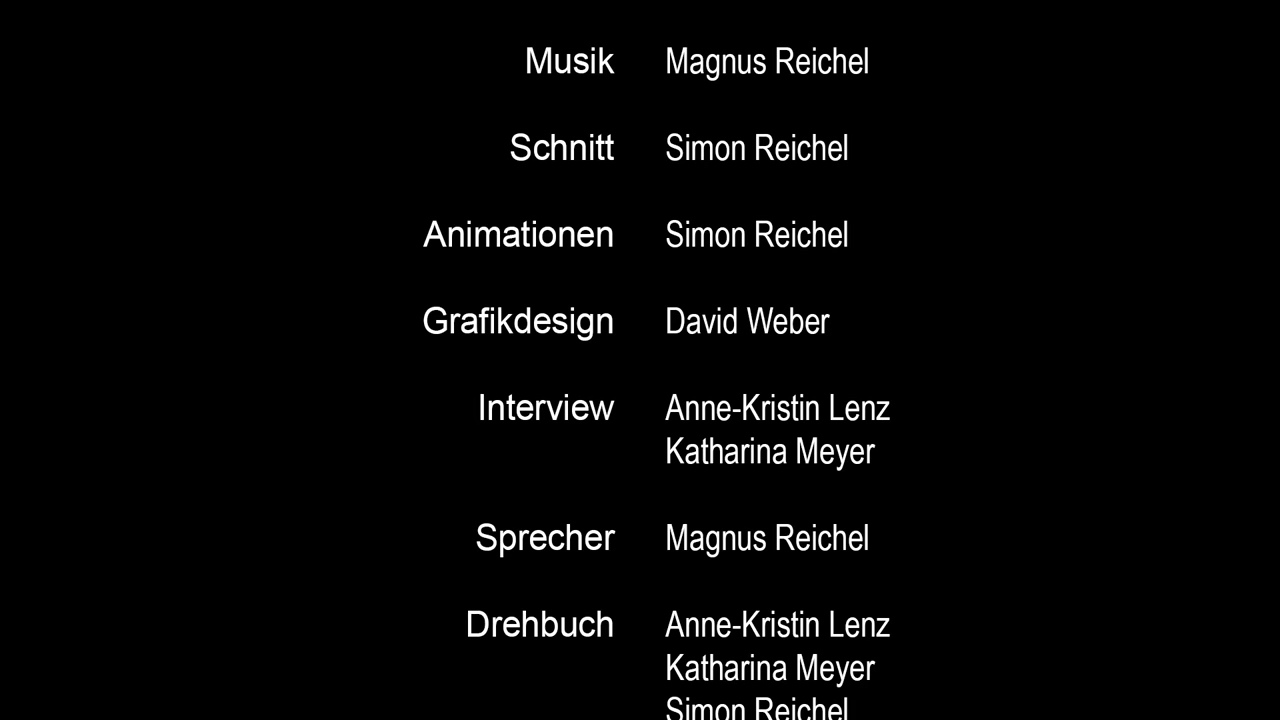 Musik Magnus Reichel
Schnitt Simon Reichel
Animationen Simon Reichel
Grafikdesign David Weber
Interview Anne-Kristin Lenz
Katharina Meyer
Sprecher Magnus Reichel
Drehbuch Anne-Kristin Lenz
Katharina Meyer
Simon Reichel